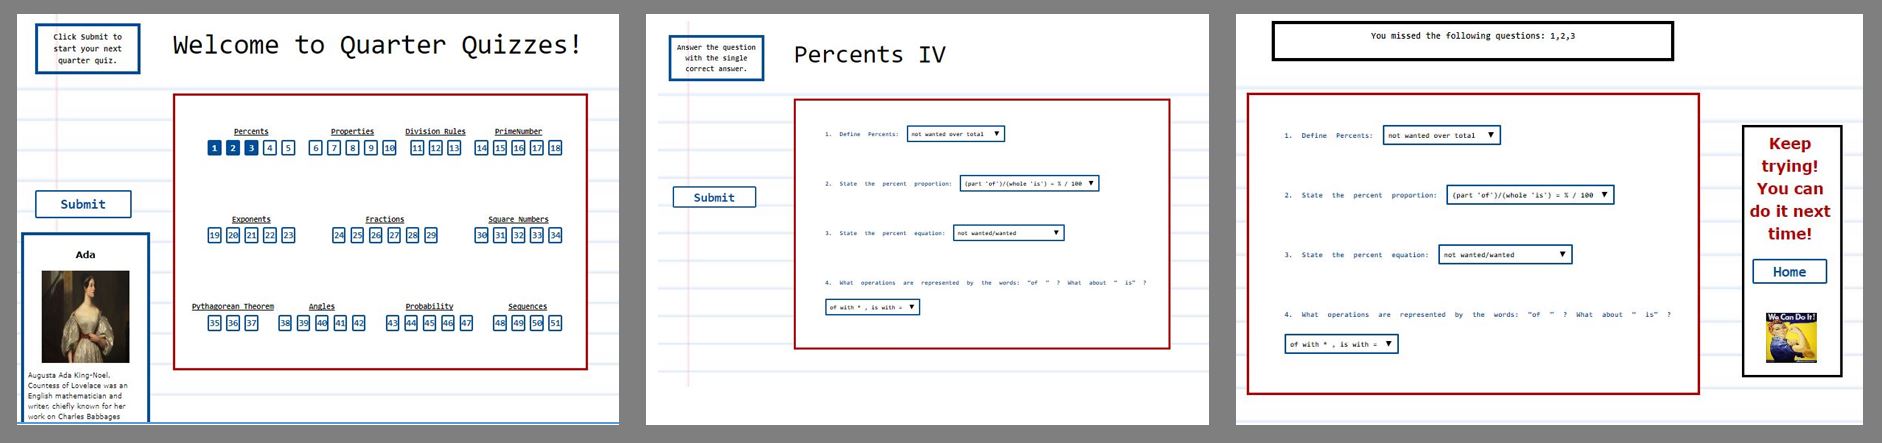 Click Submit to
start your next
quarter quiz.
Welcome to Quarter Quizzes!
Percents Properties Division Rules PrimeNumber
1 2 3 4 5 6 7 8 9 10 11 12 13 14 15 16 17 18
Submit
Exponents Fractions Square Numbers
19 20 21 22 23 24 25 26 27 28 29 30 31 32 33 34
Ada
Pythagorean Theorem Angles Probability Sequences
35 36 37 38 39 40 41 42 43 44 45 46 47 48 49 50 51
Augusta Ada King-Noel,
Countess of Lovelace was an
English mathematician and
writer, chiefly known for her
work on Charles Babbages
Answer the question
with the single
correct answer.
Percents IV
1. Define Percents: not wanted over total ▼
2. State the percent proportion: (part 'of')/(whole 'is') = % / 100 ▼
Submit
3. State the percent equation: not wanted/wanted ▼
4. What operations are represented by the words: "of " ? What about " is" ?
of with * , is with = ▼
You missed the following questions: 1,2,3
1. Define Percents: not wanted over total ▼
2. State the percent proportion: (part 'of')/(whole 'is') = % / 100 ▼
3. State the percent equation: not wanted/wanted ▼
4. What operations are represented by the words: "of " ? What about " is" ?
of with * , is with = ▼
Keep
trying!
You can
do it next
time!
Home
We Can Do It!